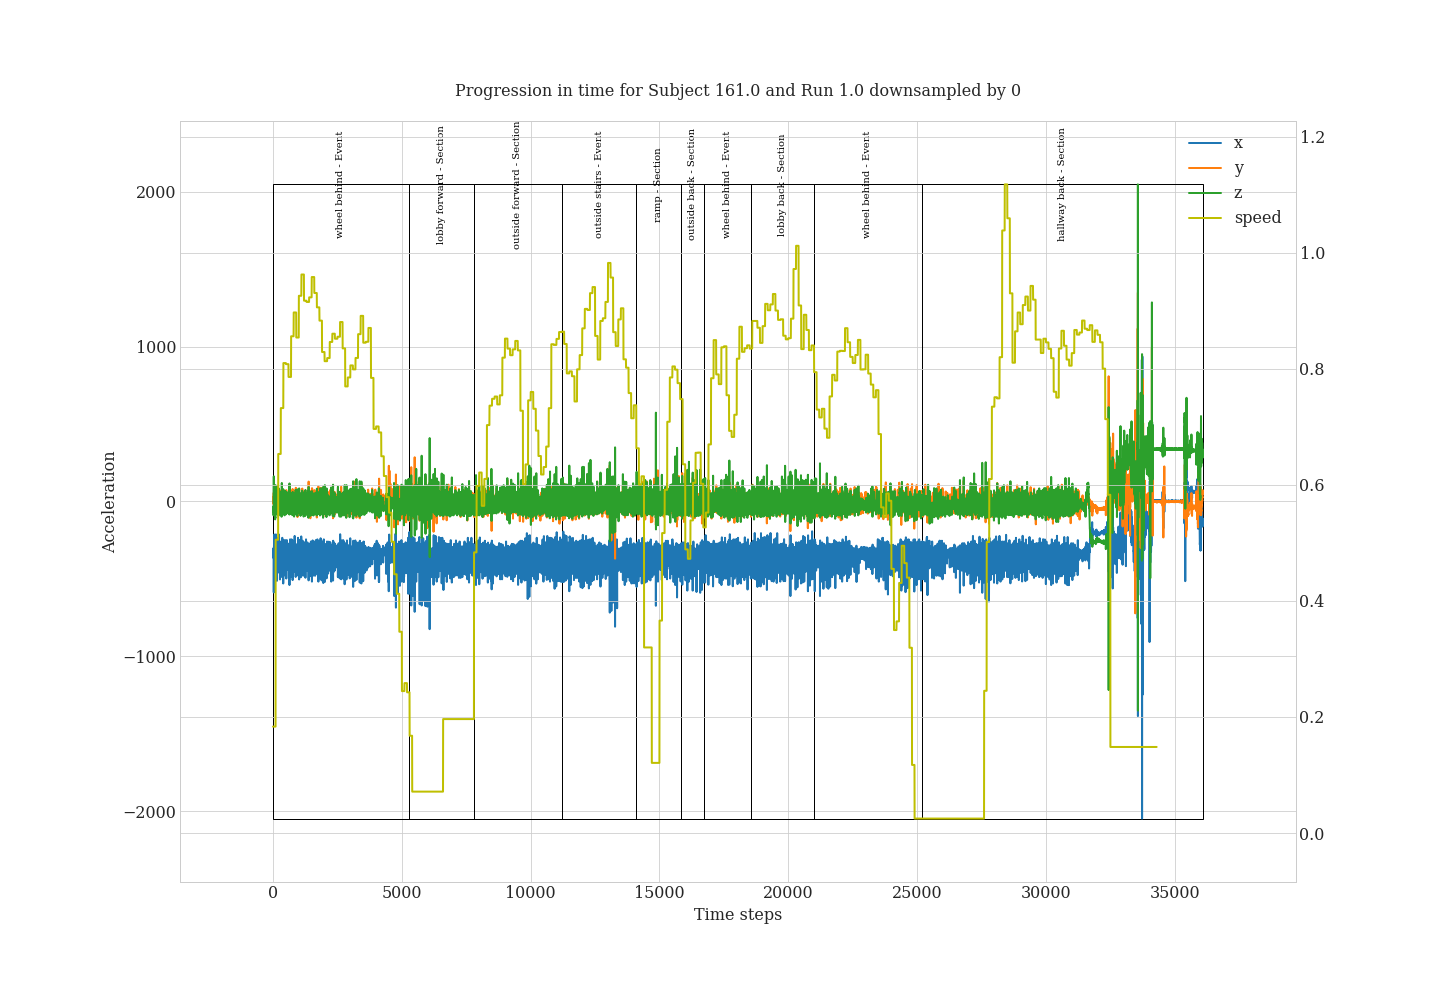 Progression in time for Subject 161.0 and Run 1.0 downsampled by 0
wheel behind - Event
lobby forward - Section
outside forward - Section
outside stairs - Event
ramp - Section
outside back - Section
wheel behind - Event
lobby back - Section
wheel behind - Event
hallway back - Section
x
y
z
speed
2000
1000
0
−1000
−2000
Acceleration
1.2
1.0
0.8
0.6
0.4
0.2
0.0
0
5000
10000
15000
20000
25000
30000
35000
Time steps